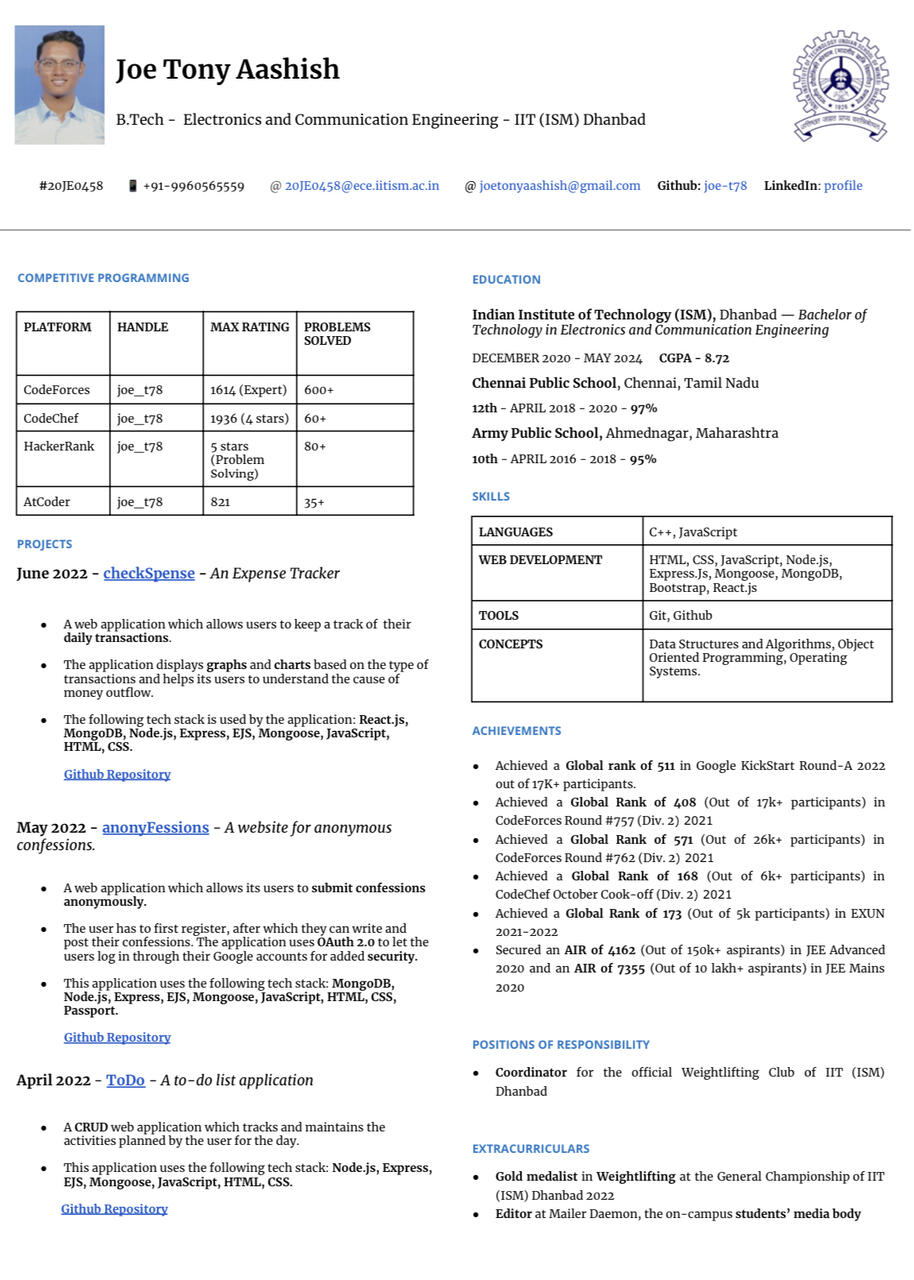 Joe Tony Aashish
B.Tech - Electronics and Communication Engineering - IIT (ISM) Dhanbad
1926
#20JE0458 📱 +91-9960565559 @ 20JE0458@ece.iitism.ac.in @ joetonyaashish@gmail.com Github: joe-t78 LinkedIn: profile
COMPETITIVE PROGRAMMING
PLATFORM HANDLE MAX RATING PROBLEMS
SOLVED
CodeForces joe_t78 1614 (Expert) 600+
CodeChef joe_t78 1936 (4 stars) 60+
HackerRank joe_t78 5 stars 80+
(Problem
Solving)
AtCoder joe_t78 821 35+
PROJECTS
June 2022 - checkSpense - An Expense Tracker
● A web application which allows users to keep a track of their
daily transactions.
● The application displays graphs and charts based on the type of
transactions and helps its users to understand the cause of
money outflow.
● The following tech stack is used by the application: React.js,
MongoDB, Node.js, Express, EJS, Mongoose, JavaScript,
HTML, CSS.
Github Repository
May 2022 - anonyFessions - A website for anonymous
confessions.
● A web application which allows its users to submit confessions
anonymously.
● The user has to first register, after which they can write and
post their confessions. The application uses OAuth 2.0 to let the
users log in through their Google accounts for added security.
● This application uses the following tech stack: MongoDB,
Node.js, Express, EJS, Mongoose, JavaScript, HTML, CSS,
Passport.
Github Repository
April 2022 - ToDo - A to-do list application
● A CRUD web application which tracks and maintains the
activities planned by the user for the day.
● This application uses the following tech stack: Node.js, Express,
EJS, Mongoose, JavaScript, HTML, CSS.
Github Repository
EDUCATION
Indian Institute of Technology (ISM), Dhanbad — Bachelor of
Technology in Electronics and Communication Engineering
DECEMBER 2020 - MAY 2024 CGPA - 8.72
Chennai Public School, Chennai, Tamil Nadu
12th - APRIL 2018 - 2020 - 97%
Army Public School, Ahmednagar, Maharashtra
10th - APRIL 2016 - 2018 - 95%
SKILLS
LANGUAGES C++, JavaScript
WEB DEVELOPMENT HTML, CSS, JavaScript, Node.js,
Express.Js, Mongoose, MongoDB,
Bootstrap, React.js
TOOLS Git, Github
CONCEPTS Data Structures and Algorithms, Object
Oriented Programming, Operating
Systems.
ACHIEVEMENTS
● Achieved a Global rank of 511 in Google KickStart Round-A 2022
out of 17K+ participants.
● Achieved a Global Rank of 408 (Out of 17k+ participants) in
CodeForces Round #757 (Div. 2) 2021
● Achieved a Global Rank of 571 (Out of 26k+ participants) in
CodeForces Round #762 (Div. 2) 2021
● Achieved a Global Rank of 168 (Out of 6k+ participants) in
CodeChef October Cook-off (Div. 2) 2021
● Achieved a Global Rank of 173 (Out of 5k participants) in EXUN
2021-2022
● Secured an AIR of 4162 (Out of 150k+ aspirants) in JEE Advanced
2020 and an AIR of 7355 (Out of 10 lakh+ aspirants) in JEE Mains
2020
POSITIONS OF RESPONSIBILITY
● Coordinator for the official Weightlifting Club of IIT (ISM)
Dhanbad
EXTRACURRICULARS
● Gold medalist in Weightlifting at the General Championship of IIT
(ISM) Dhanbad 2022
● Editor at Mailer Daemon, the on-campus students’ media body